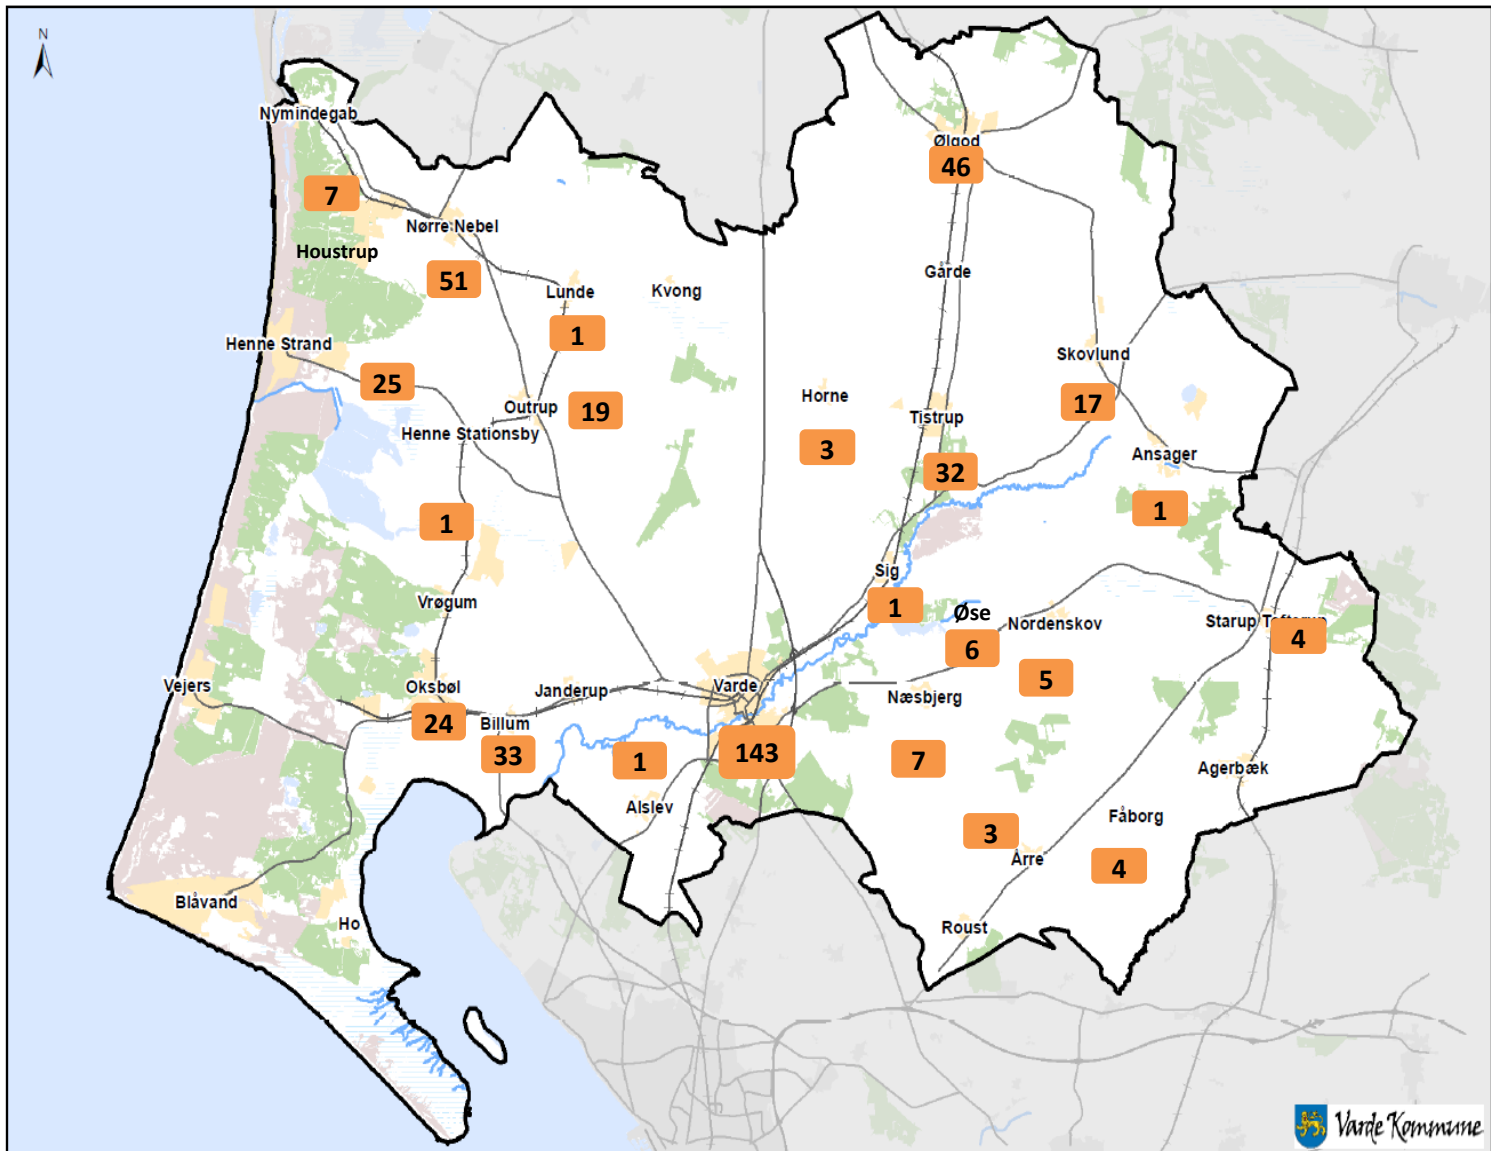 N
Nymindegab
Ølgod
46
7
Nørre Nebel
Houstrup
51
Gårde
Lunde
Kvong
1
Henne Strand
Skovlund
25
Horne
17
Outrup
19
Tistrup
Henne Stationsby
3
Ansager
32
1
1
Sig
Vrøgum
1
Øse
Nordenskov
Starup Tofterup
4
6
5
Vejers
Oksbøl
Janderup
Varde
Næsbjerg
24
Billum
33
1
143
7
Agerbæk
Alslev
Fåborg
3
Årre
4
Blåvand
Ho
Roust
Varde Kommune